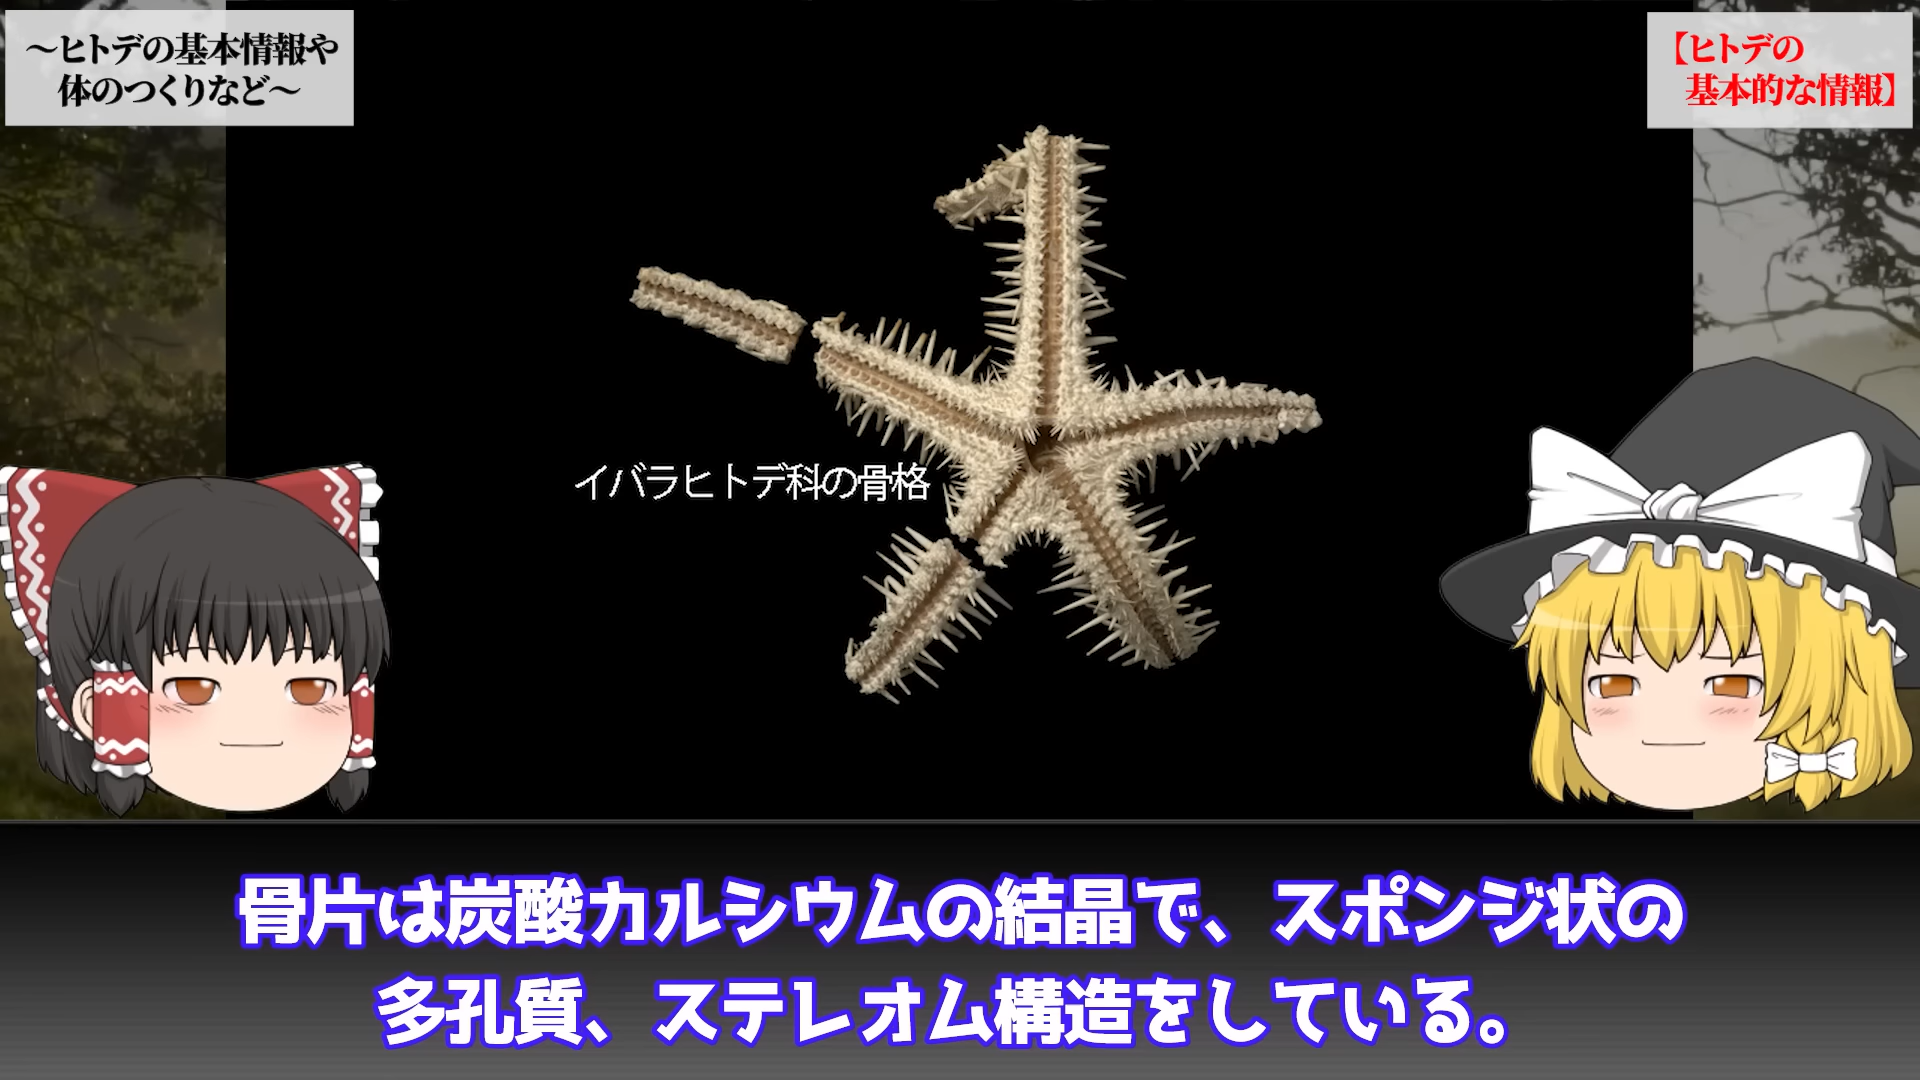 ～ヒトデの基本情報や
体のつくりなど～
【ヒトデの
基本的な情報】
イバラヒトデ科の骨格
骨片は炭酸カルシウムの結晶で、スポンジ状の
多孔質、ステレオム構造をしている。